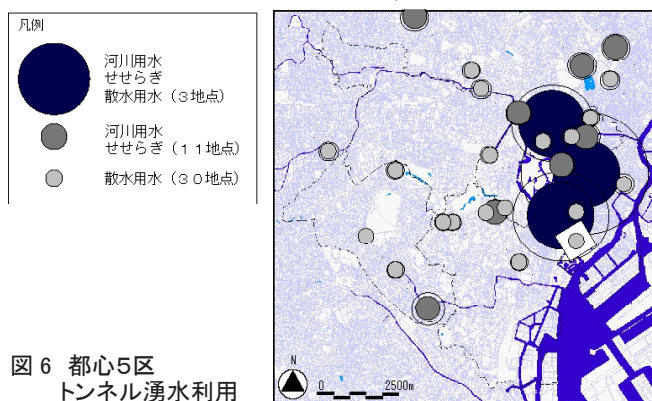 凡例
河川用水
せせらぎ
散水用水（3地点）
河川用水
せせらぎ（11地点）
散水用水（30地点）
図6 都心5区
トンネル湧水利用
N
0 2500m